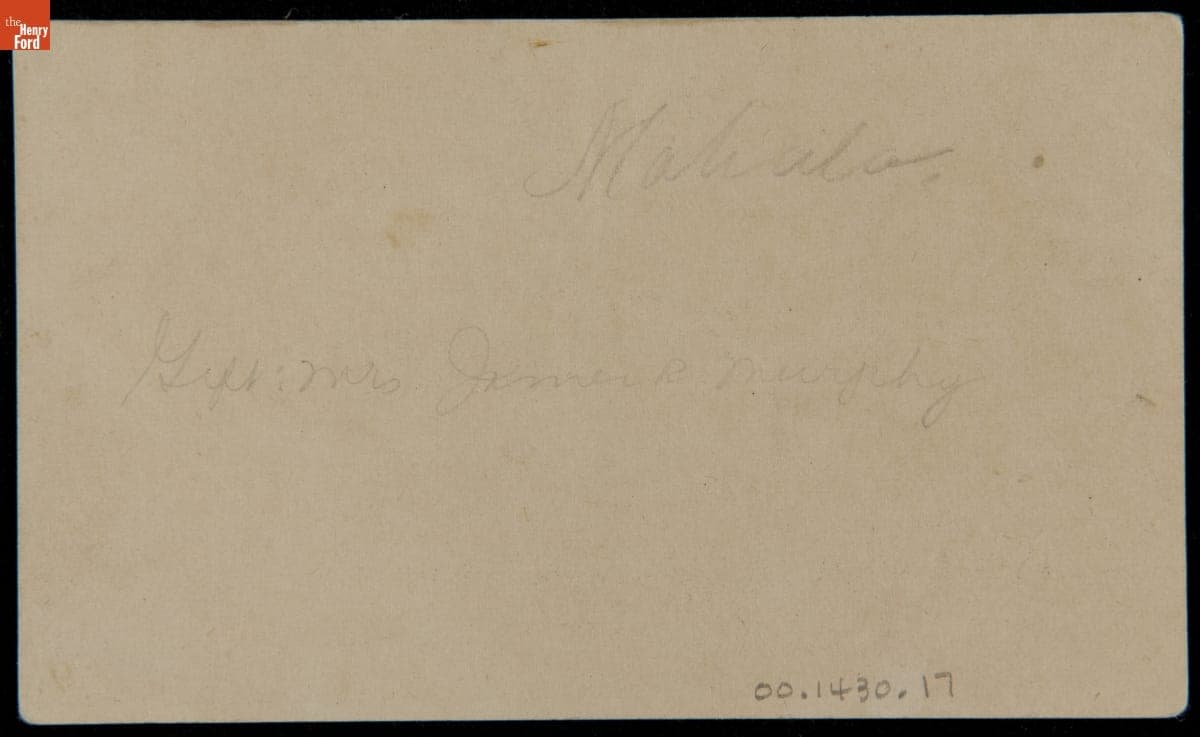 the
Henry
Ford
Mahala.
Gift: Mrs. James R. Murphy
00.1430.17